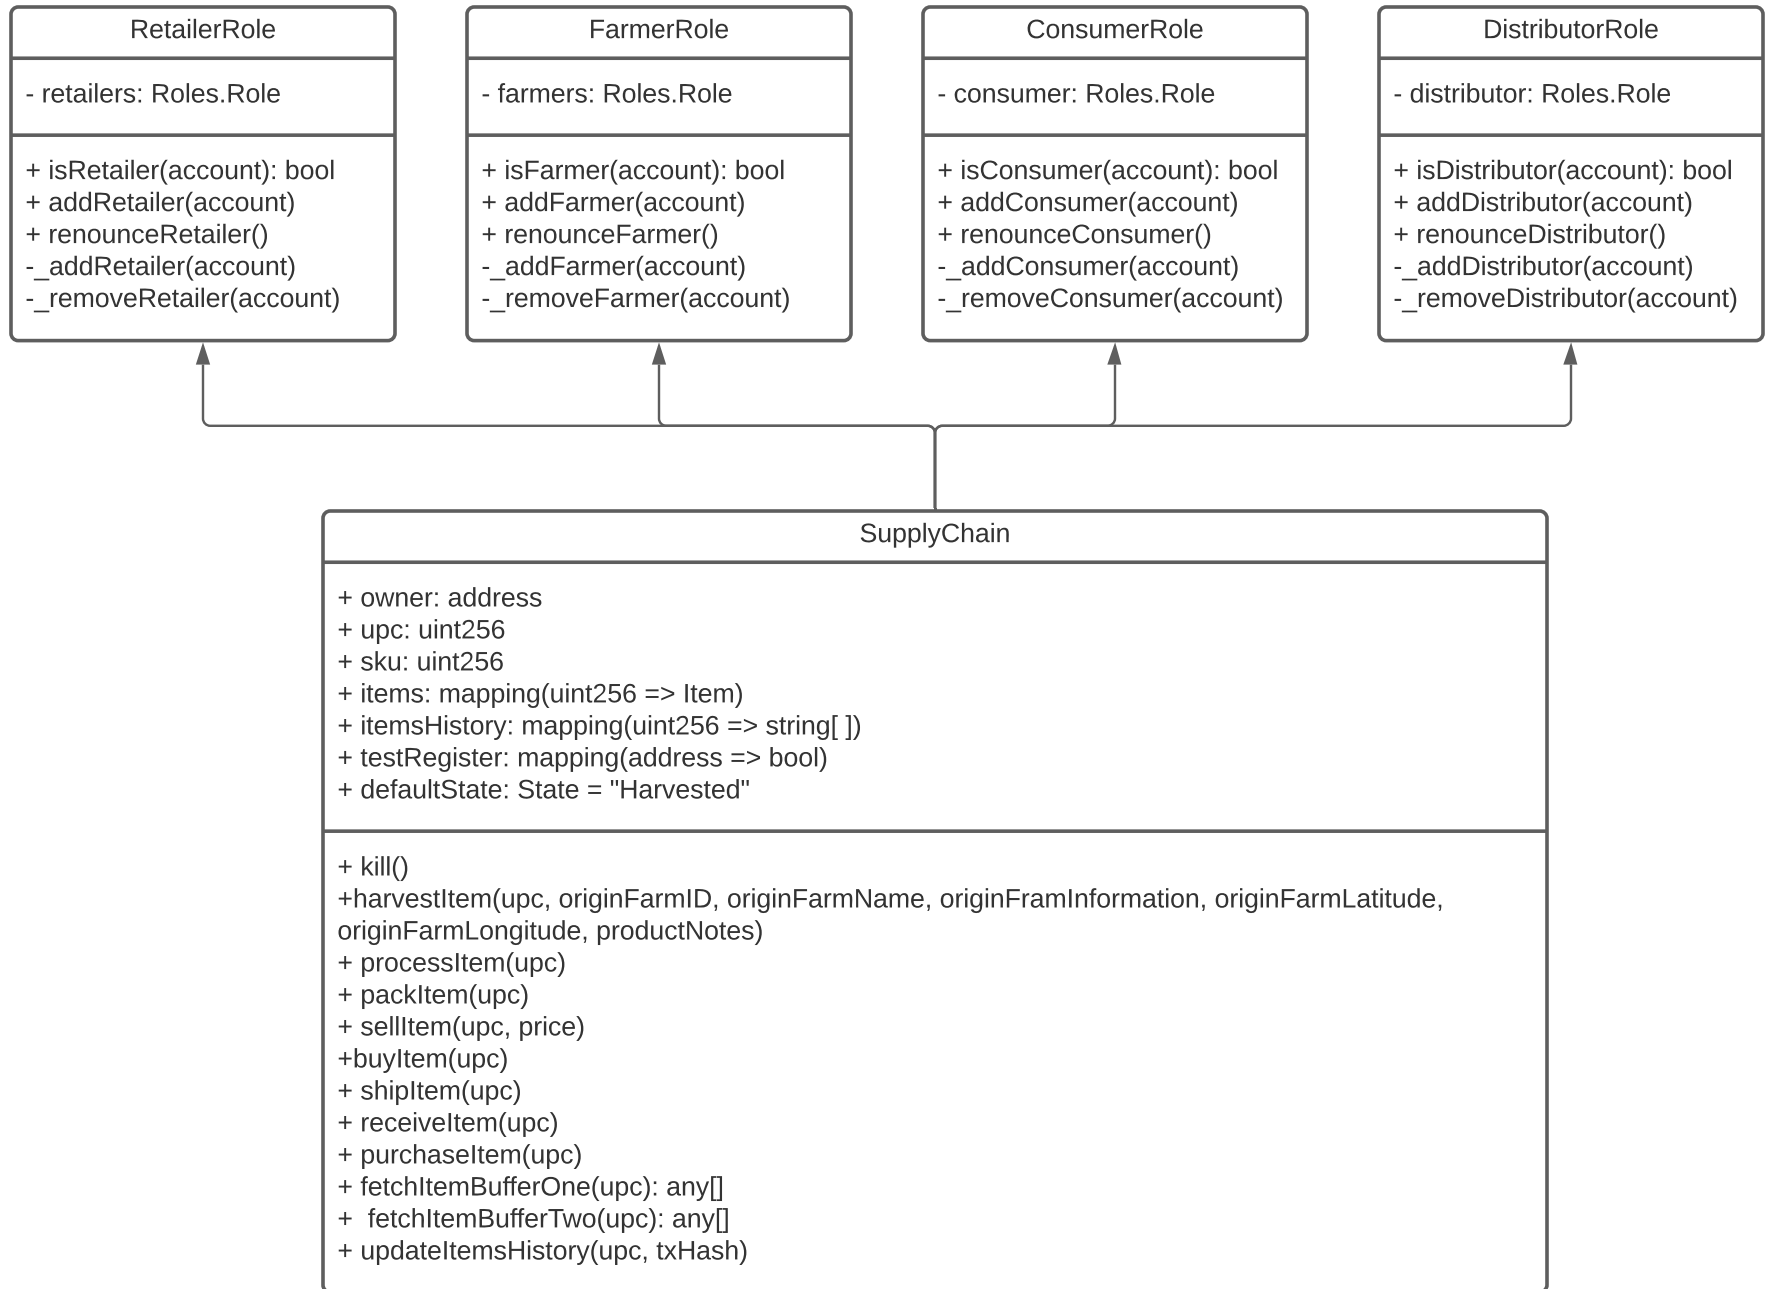 RetailerRole
- retailers: Roles.Role
+ isRetailer(account): bool
+ addRetailer(account)
+ renounceRetailer()
-_addRetailer(account)
-_removeRetailer(account)
FarmerRole
- farmers: Roles.Role
+ isFarmer(account): bool
+ addFarmer(account)
+ renounceFarmer()
-_addFarmer(account)
-_removeFarmer(account)
ConsumerRole
- consumer: Roles.Role
+ isConsumer(account): bool
+ addConsumer(account)
+ renounceConsumer()
-_addConsumer(account)
-_removeConsumer(account)
DistributorRole
- distributor: Roles.Role
+ isDistributor(account): bool
+ addDistributor(account)
+ renounceDistributor()
-_addDistributor(account)
-_removeDistributor(account)
SupplyChain
+ owner: address
+ upc: uint256
+ sku: uint256
+ items: mapping(uint256 => Item)
+ itemsHistory: mapping(uint256 => string[ ])
+ testRegister: mapping(address => bool)
+ defaultState: State = "Harvested"
+ kill()
+harvestItem(upc, originFarmID, originFarmName, originFramInformation, originFarmLatitude,
originFarmLongitude, productNotes)
+ processItem(upc)
+ packItem(upc)
+ sellItem(upc, price)
+buyItem(upc)
+ shipItem(upc)
+ receiveItem(upc)
+ purchaseItem(upc)
+ fetchItemBufferOne(upc): any[]
+  fetchItemBufferTwo(upc): any[]
+ updateItemsHistory(upc, txHash)